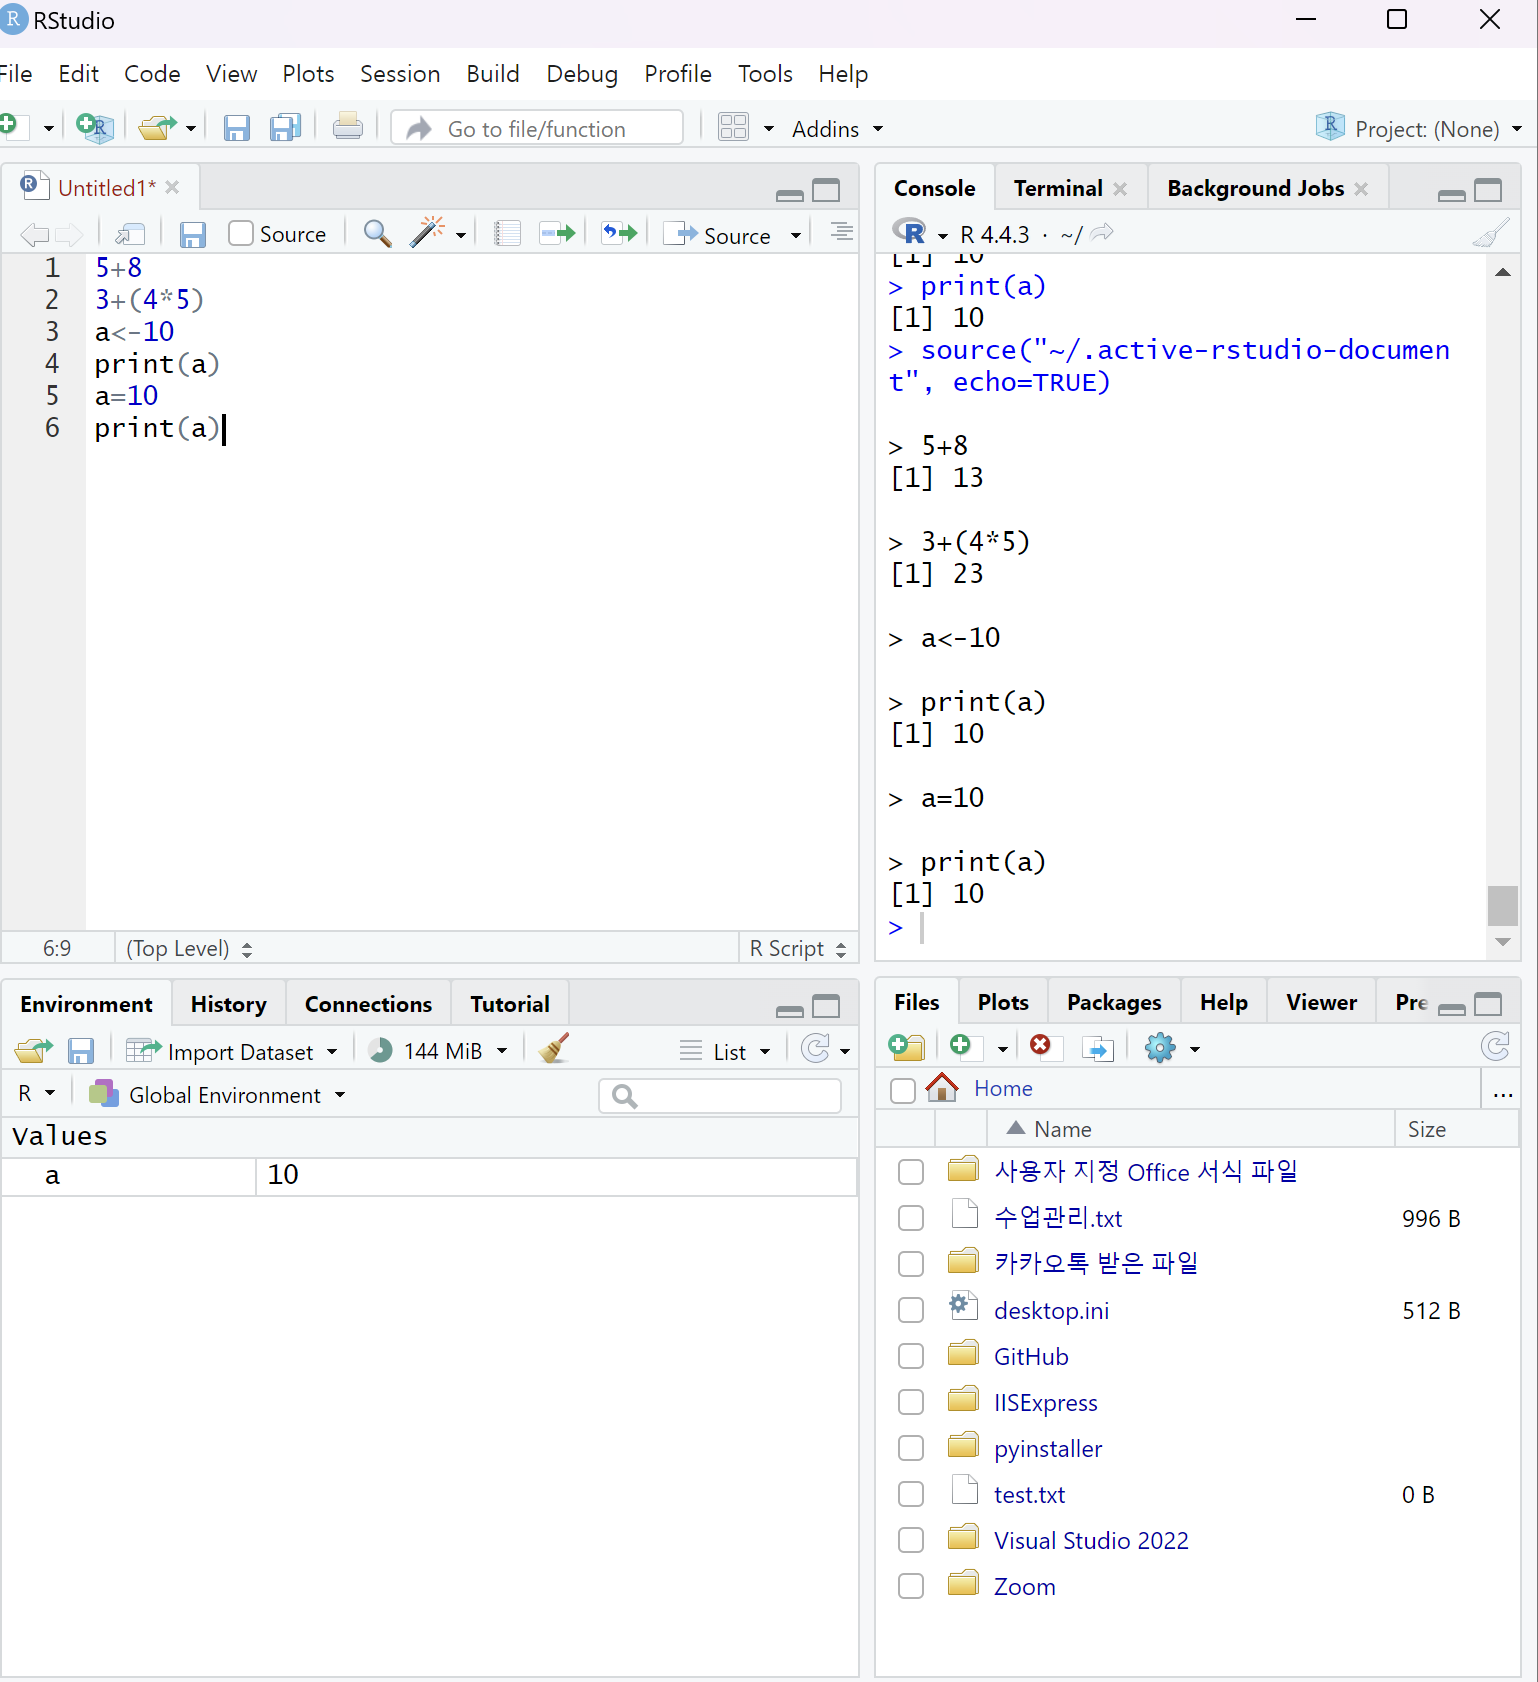 RStudio
File Edit Code View Plots Session Build Debug Profile Tools Help
Go to file/function Addins Project: (None)
Untitled1*
Source Source
1 5+8
2 3+(4*5)
3 a<-10
4 print(a)
5 a=10
6 print(a)
6:9 (Top Level) R Script
Console Terminal Background Jobs
R 4.4.3 · ~/
[1] 10
> print(a)
[1] 10
> source("~/.active-rstudio-documen
t", echo=TRUE)
> 5+8
[1] 13
> 3+(4*5)
[1] 23
> a<-10
> print(a)
[1] 10
> a=10
> print(a)
[1] 10
>
Environment History Connections Tutorial
Import Dataset 144 MiB List
R Global Environment
Values
a 10
Files Plots Packages Help Viewer Pre
Home ...
Name Size
사용자 지정 Office 서식 파일
수업관리.txt 996 B
카카오톡 받은 파일
desktop.ini 512 B
GitHub
IISExpress
pyinstaller
test.txt 0 B
Visual Studio 2022
Zoom